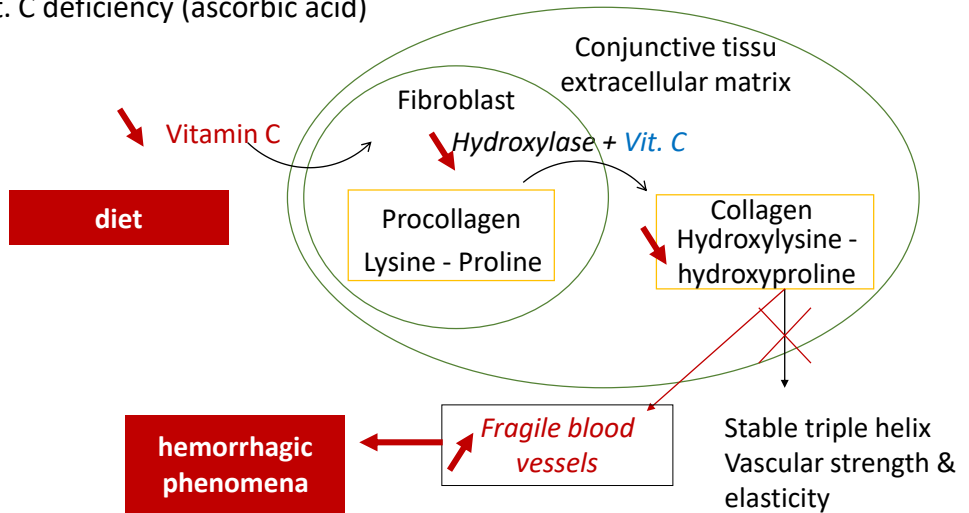 t. C deficiency (ascorbic acid)
Conjunctive tissu
extracellular matrix
Fibroblast
Vitamin C
Hydroxylase + Vit. C
diet
Procollagen
Lysine - Proline
Collagen
Hydroxylysine -
hydroxyproline
hemorrhagic
phenomena
Fragile blood
vessels
Stable triple helix
Vascular strength &
elasticity